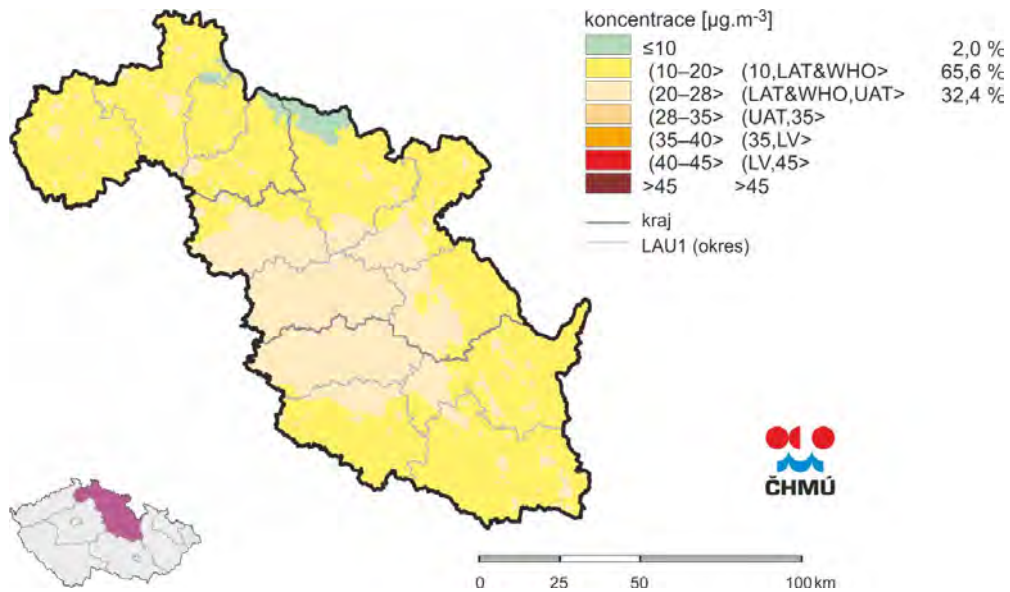 koncentrace [µg.m-3]
≤10 2,0 %
(10–20> (10,LAT&WHO> 65,6 %
(20–28> (LAT&WHO,UAT> 32,4 %
(28–35> (UAT,35>
(35–40> (35,LV>
(40–45> (LV,45>
>45 >45
kraj
LAU1 (okres)
ČHMÚ
0 25 50 100 km